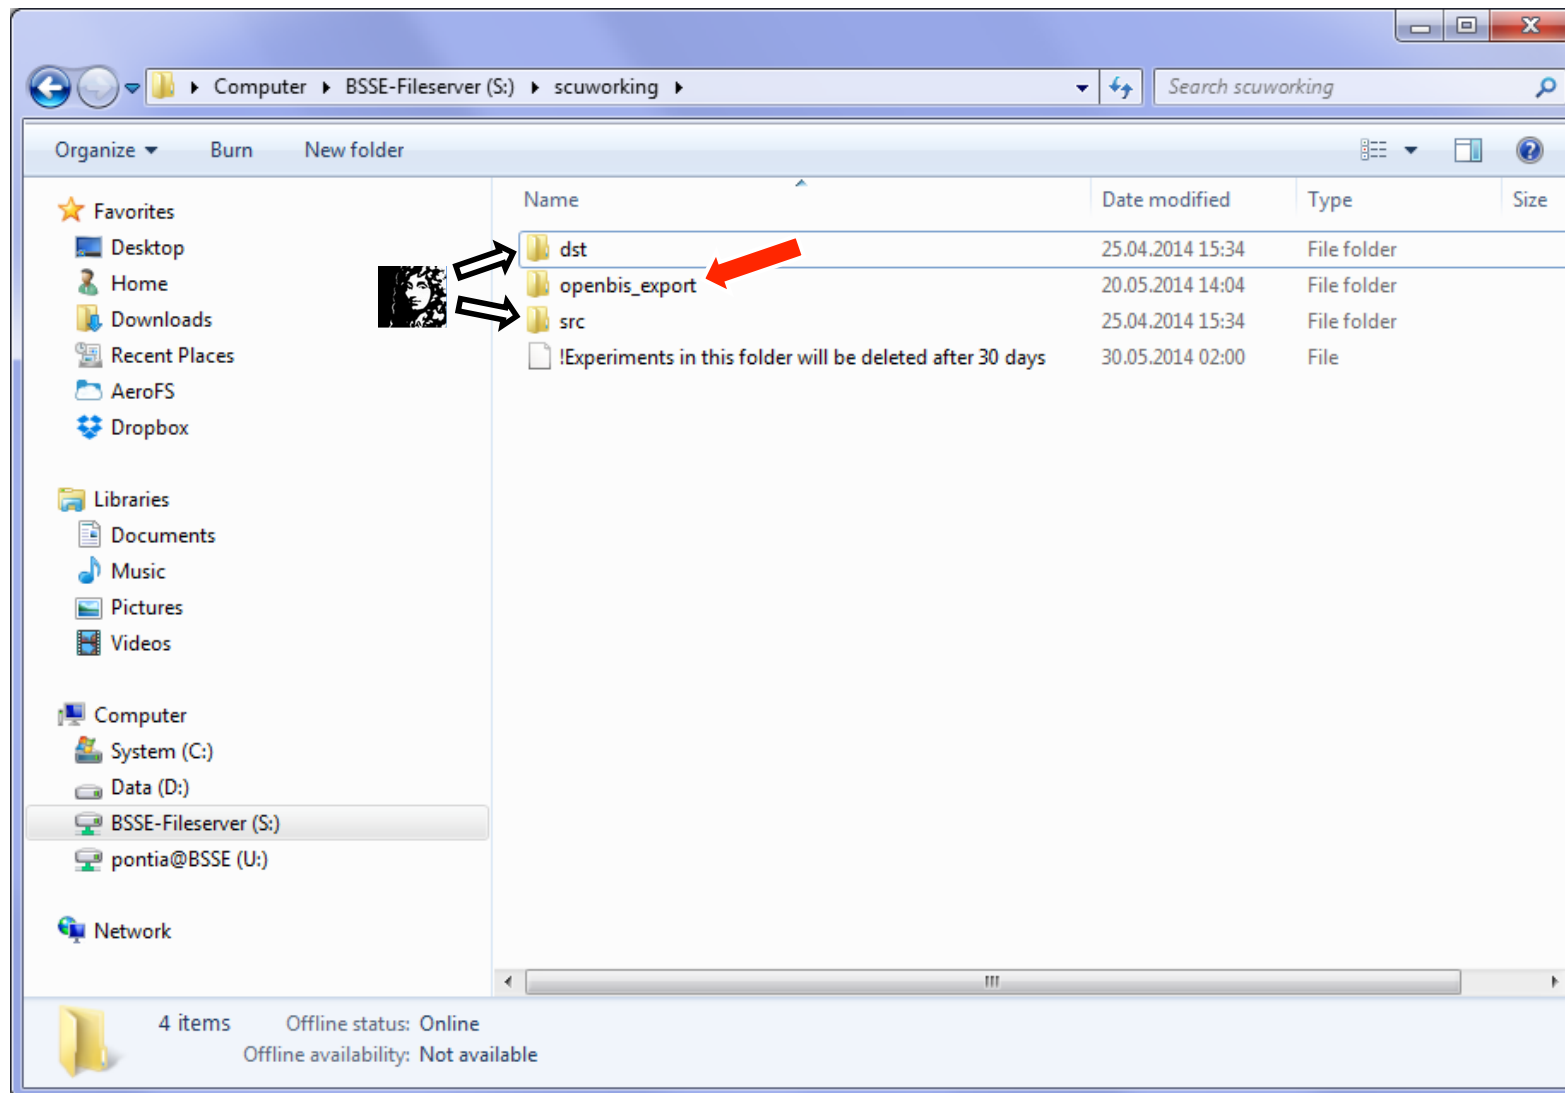 Computer BSSE-Fileserver (S:) scuworking
Search scuworking
Organize Burn New folder
Name Date modified Type Size
Favorites
Desktop
Home
Downloads
Recent Places
AeroFS
Dropbox
Libraries
Documents
Music
Pictures
Videos
Computer
System (C:)
Data (D:)
BSSE-Fileserver (S:)
pontia@BSSE (U:)
Network
dst 25.04.2014 15:34 File folder
openbis_export 20.05.2014 14:04 File folder
src 25.04.2014 15:34 File folder
!Experiments in this folder will be deleted after 30 days 30.05.2014 02:00 File
4 items Offline status: Online
Offline availability: Not available